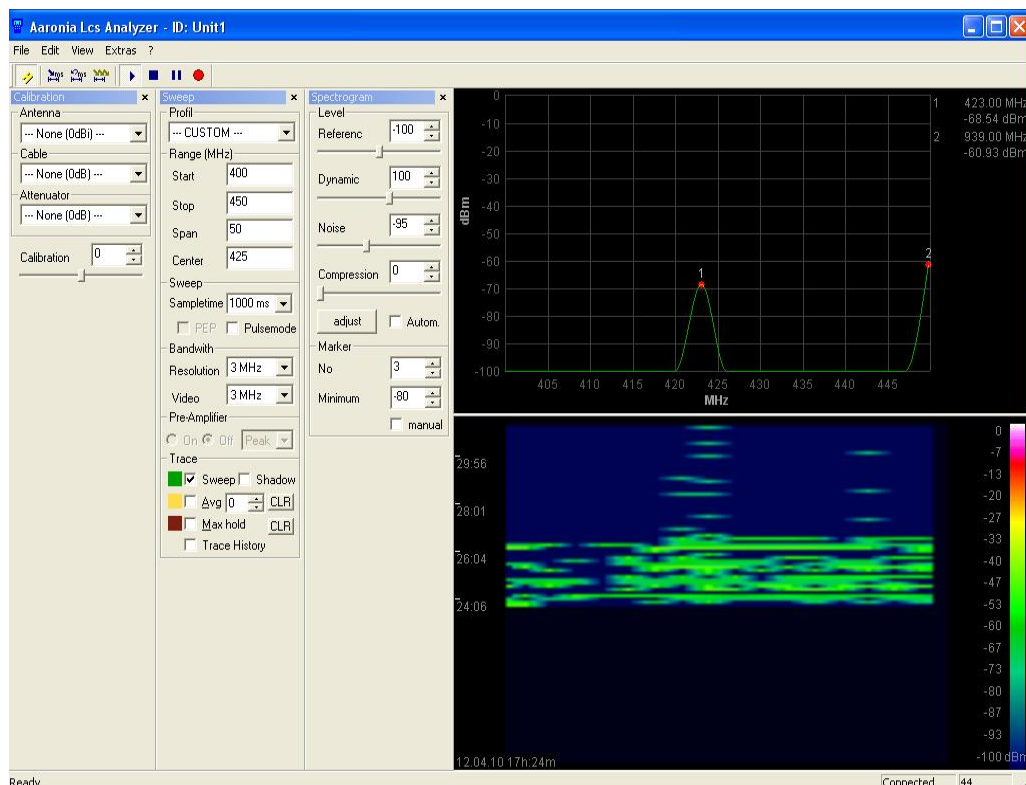 Aaronia Lcs Analyzer - ID: Unit1
File Edit View Extras ?
Calibration
Antenna
--- None (0dBi) ---
Cable
--- None (0dB) ---
Attenuator
--- None (0dB) ---
Calibration 0
Sweep
Profil
--- CUSTOM ---
Range (MHz)
Start 400
Stop 450
Span 50
Center 425
Sweep
Sampletime 1000 ms
PEP Pulsemode
Bandwith
Resolution 3 MHz
Video 3 MHz
Pre-Amplifier
On Off Peak
Trace
Sweep Shadow
Avg 0 CLR
Max hold CLR
Trace History
Spectrogram
Level
Referenc -100
Dynamic 100
Noise -95
Compression 0
adjust Autom.
Marker
No 3
Minimum -80
manual
0
-10
-20
-30
-40
-50
-60
-70
-80
-90
-100
dBm
405 410 415 420 425 430 435 440 445
MHz
1
2
1 423.00 MHz
-68.54 dBm
2 939.00 MHz
-60.93 dBm
29:56
28:01
26:04
24:06
12.04.10 17h:24m
0
-7
-13
-20
-27
-33
-40
-47
-53
-60
-67
-73
-80
-87
-93
-100 dBm
Ready
Connected 44